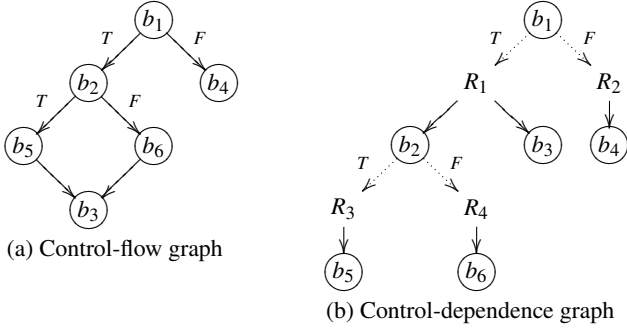 b1
T F
b2 b4
T F
b5 b6
b3
(a) Control-flow graph
b1
T F
R1 R2
b2 b3 b4
T F
R3 R4
b5 b6
(b) Control-dependence graph